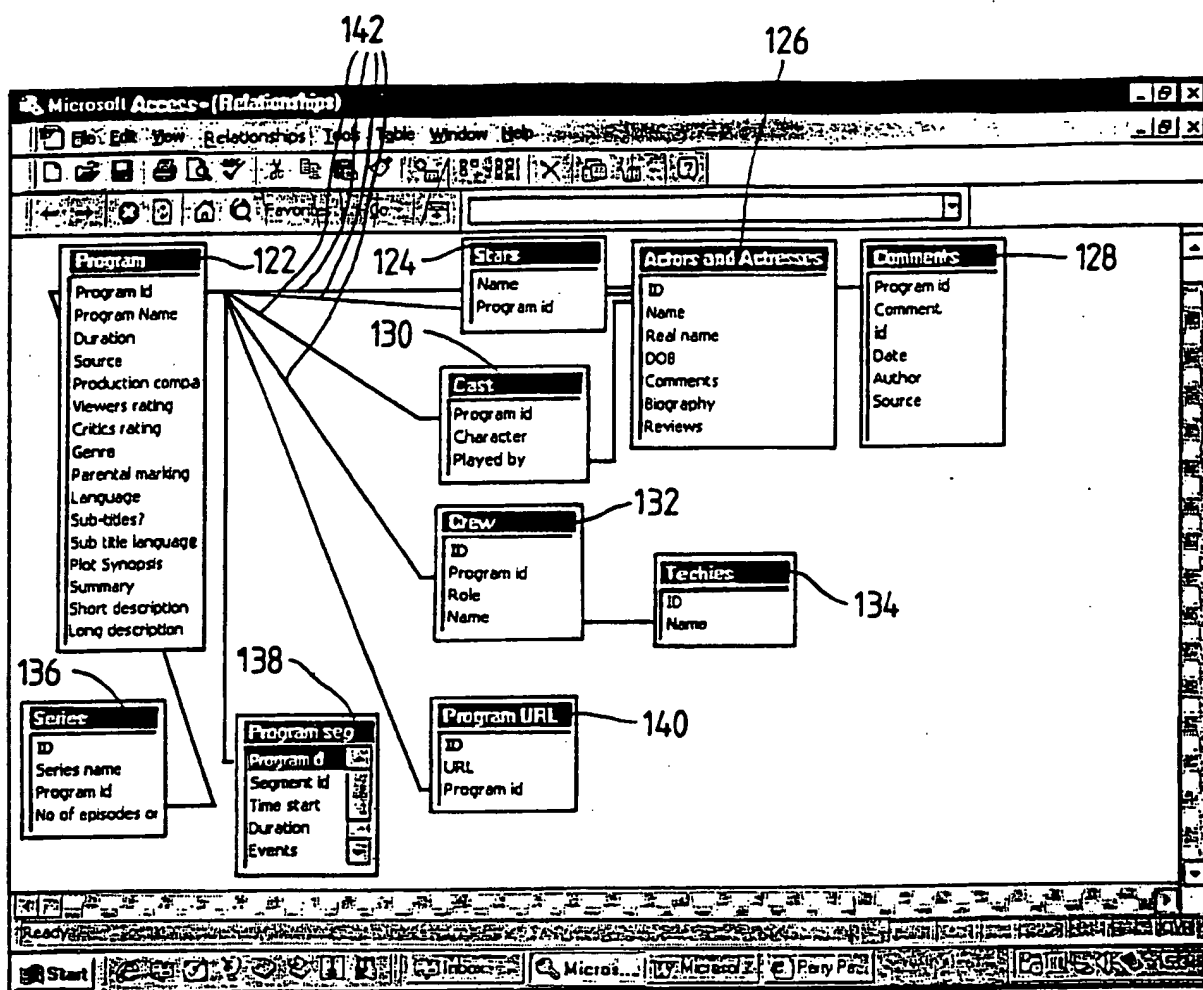 142
126
Microsoft Access - (Relationships)
File Edit View Relationships Tools Table Window Help
Favorites Go
Program
122
Program Id
Program Name
Duration
Source
Production compa
Viewers rating
Critics rating
Genre
Parental marking
Language
Sub-titles?
Sub title language
Plot Synopsis
Summary
Short description
Long description
124
Stars
Name
Program id
Actors and Actresses
ID
Name
Real name
DOB
Comments
Biography
Reviews
Comments
128
Program id
Comment
id
Date
Author
Source
130
Cast
Program id
Character
Played by
Crew
132
ID
Program id
Role
Name
Techies
134
ID
Name
136
Series
ID
Series name
Program id
No of episodes or
138
Program seg
Program d
Segment id
Time start
Duration
Events
Program URL
140
ID
URL
Program id
Ready
Start
Inbox
Micros...
Microsof